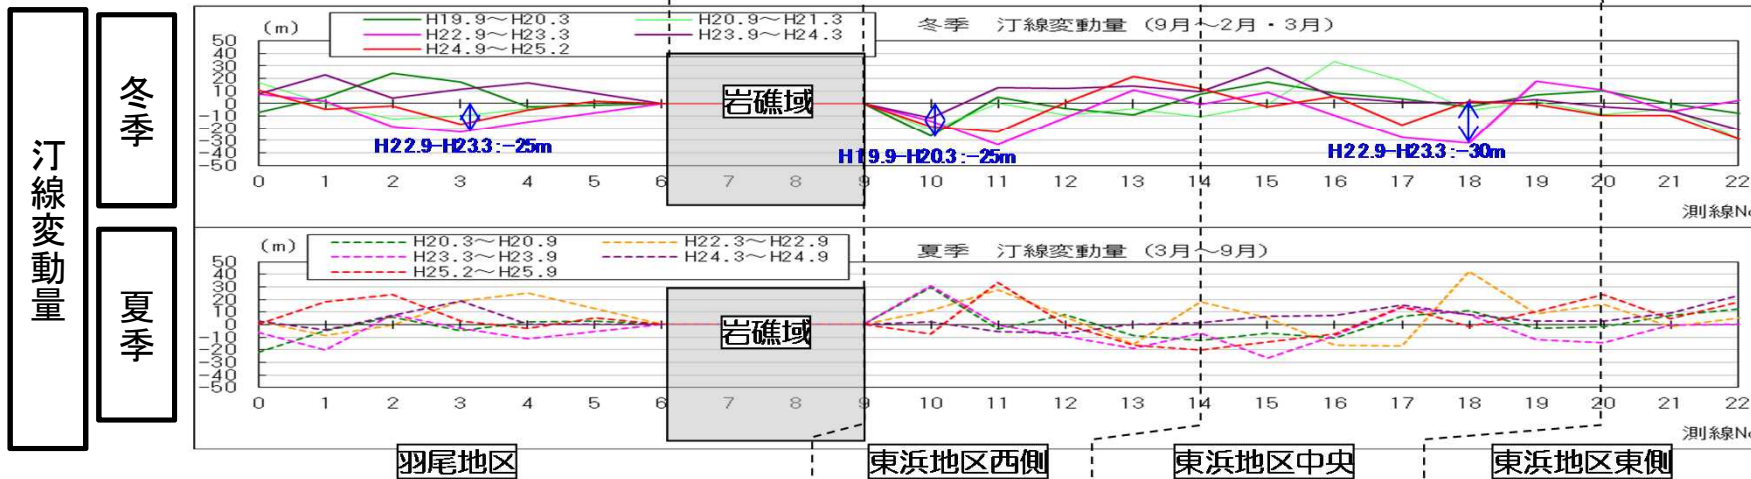 汀線変動量
冬季
(m)
H19.9～H20.3
H20.9～H21.3
H22.9～H23.3
H23.9～H24.3
H24.9～H25.2
冬季 汀線変動量 (9月～2月・3月)
50
40
30
20
10
0
-10
-20
-30
-40
-50
岩礁域
H22.9-H23.3:-25m
H19.9-H20.3:-25m
H22.9-H23.3:-30m
0 1 2 3 4 5 6 7 8 9 10 11 12 13 14 15 16 17 18 19 20 21 22
測線No
夏季
(m)
H20.3～H20.9
H22.3～H22.9
H23.3～H23.9
H24.3～H24.9
H25.2～H25.9
夏季 汀線変動量 (3月～9月)
50
40
30
20
10
0
-10
-20
-30
-40
-50
岩礁域
0 1 2 3 4 5 6 7 8 9 10 11 12 13 14 15 16 17 18 19 20 21 22
測線No
羽尾地区
東浜地区西側
東浜地区中央
東浜地区東側